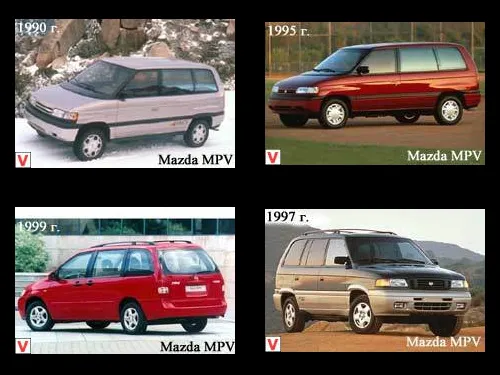 1990 г.
Mazda MPV
V
1995 г.
Mazda MPV
V
1999 г.
Mazda MPV
V
1997 г.
Mazda MPV
V